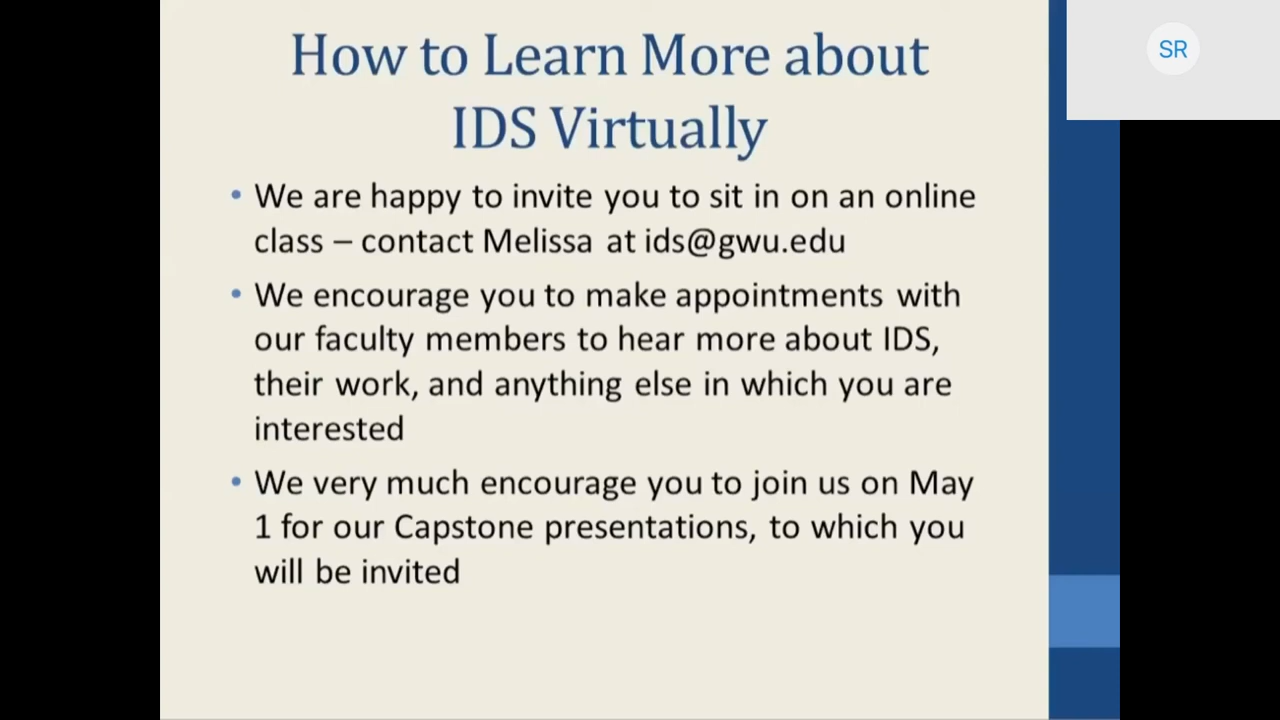 How to Learn More about
IDS Virtually
• We are happy to invite you to sit in on an online
class – contact Melissa at ids@gwu.edu
• We encourage you to make appointments with
our faculty members to hear more about IDS,
their work, and anything else in which you are
interested
• We very much encourage you to join us on May
1 for our Capstone presentations, to which you
will be invited
SR